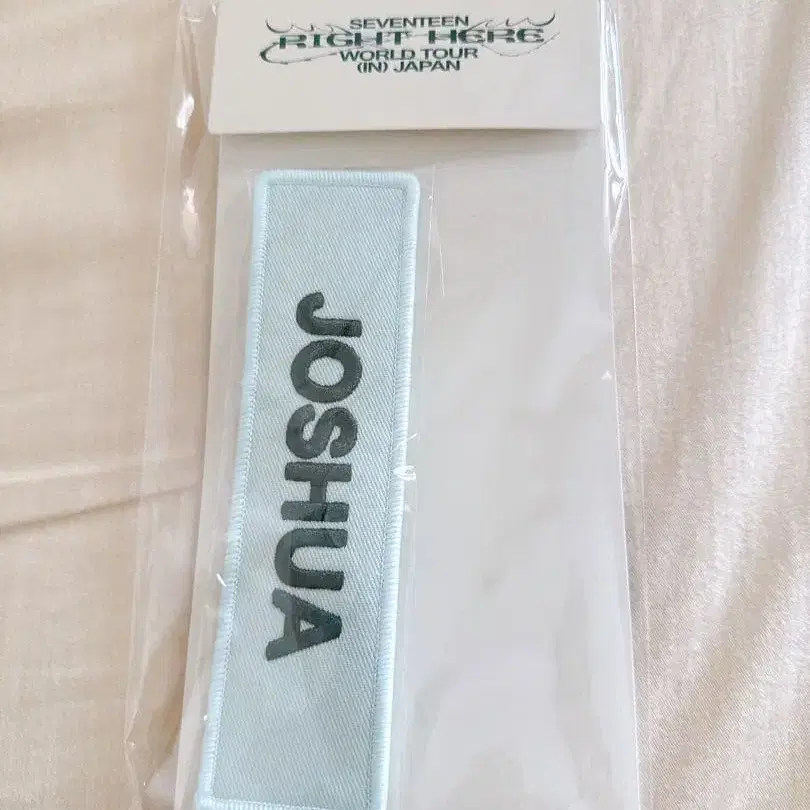 SEVENTEEN
RIGHT HERE
WORLD TOUR
(IN) JAPAN
JOSHUA